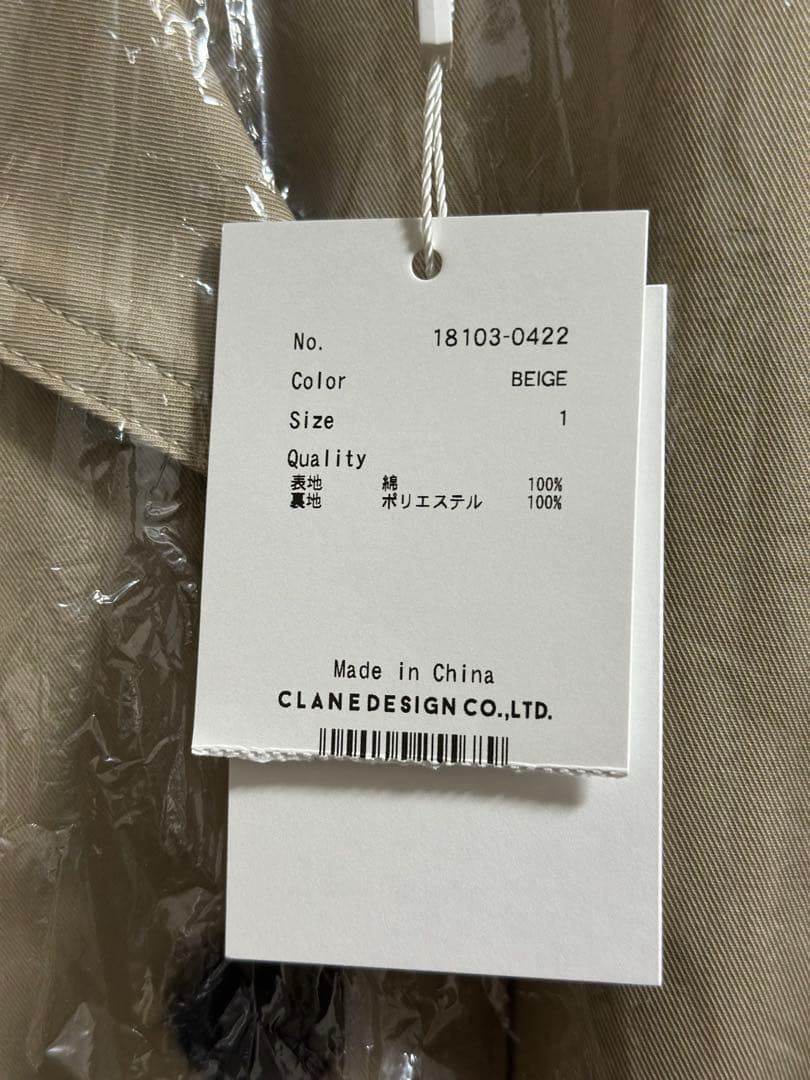 No. 18103-0422
Color BEIGE
Size 1
Quality
表地 綿 100%
裏地 ポリエステル 100%
Made in China
CLANEDESIGN CO.,LTD.